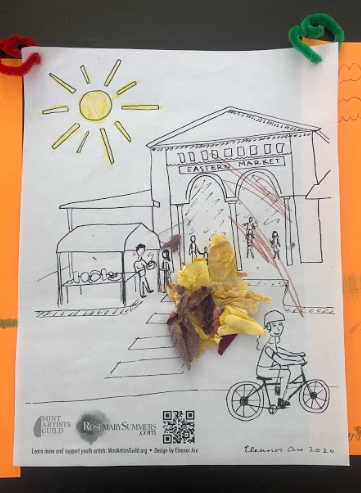 EASTERN MARKET
MINT
ARTISTS
GUILD
ROSEMARYSUMMERS
.com
Learn more and support youth artists: MintArtistsGuild.org • Design by Eleanor Aro
Eleanor Aro 2020